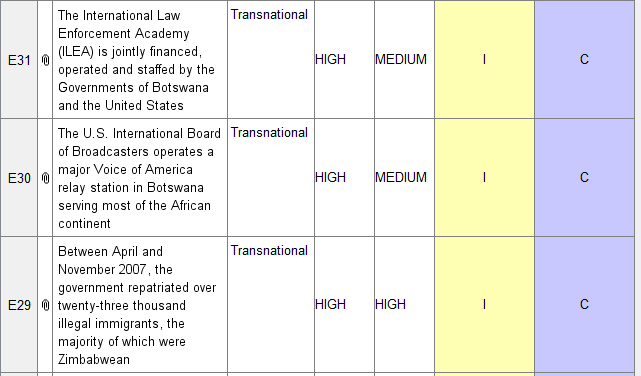 The International Law Transnational
Enforcement Academy
(ILEA) is jointly financed,
E31 operated and staffed by the HIGH MEDIUM I C
Governments of Botswana
and the United States
The U.S. International Board Transnational
of Broadcasters operates a
major Voice of America
E30 relay station in Botswana HIGH MEDIUM I C
serving most of the African
continent
Between April and Transnational
November 2007, the
government repatriated over
E29 twenty-three thousand HIGH HIGH I C
illegal immigrants, the
majority of which were
Zimbabwean